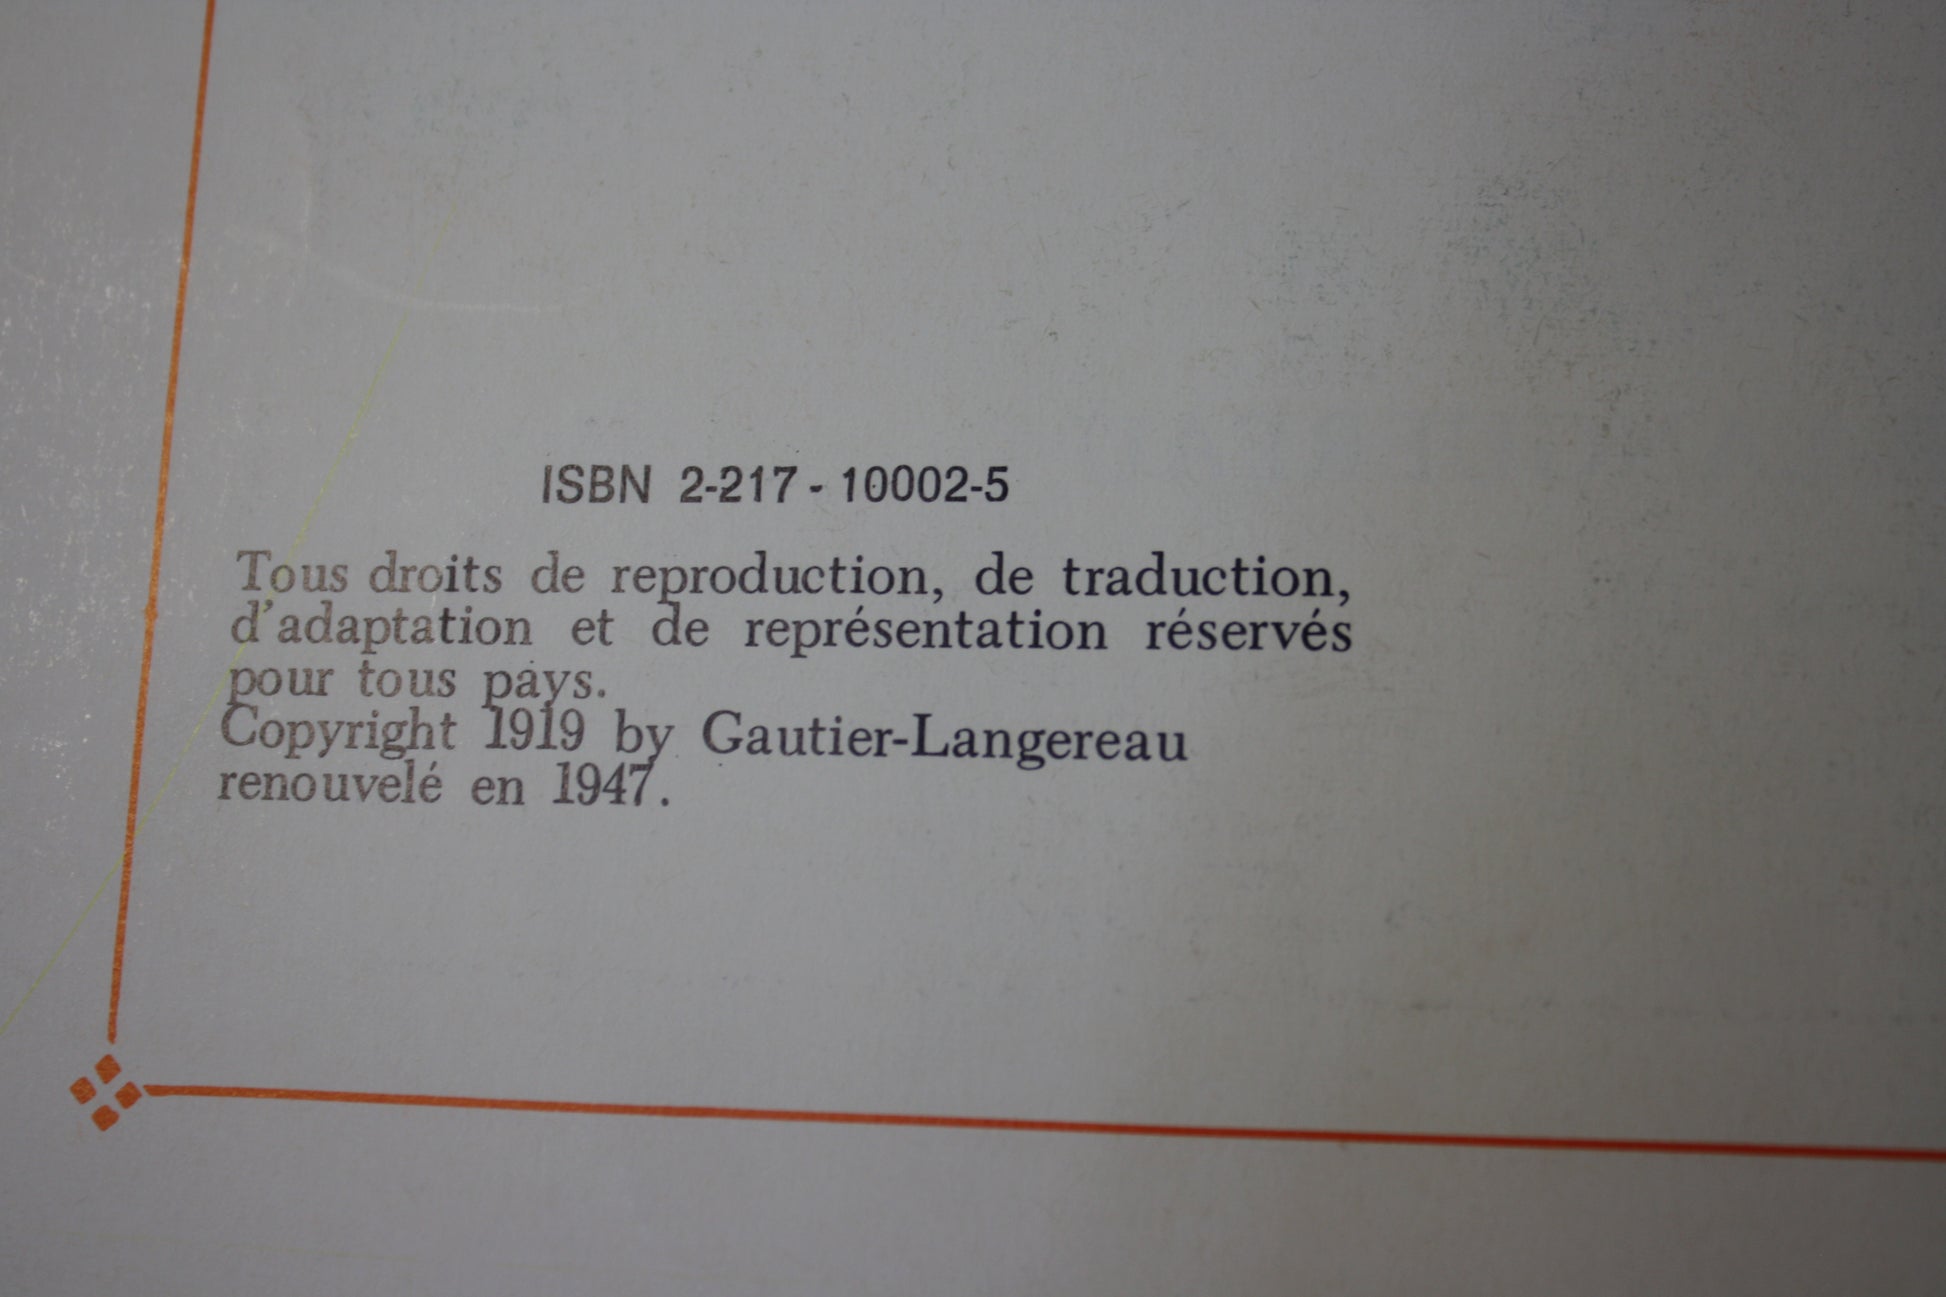 ISBN 2-217 - 10002-5
Tous droits de reproduction, de traduction,
d'adaptation et de représentation réservés
pour tous pays.
Copyright 1919 by Gautier-Langereau
renouvelé en 1947.